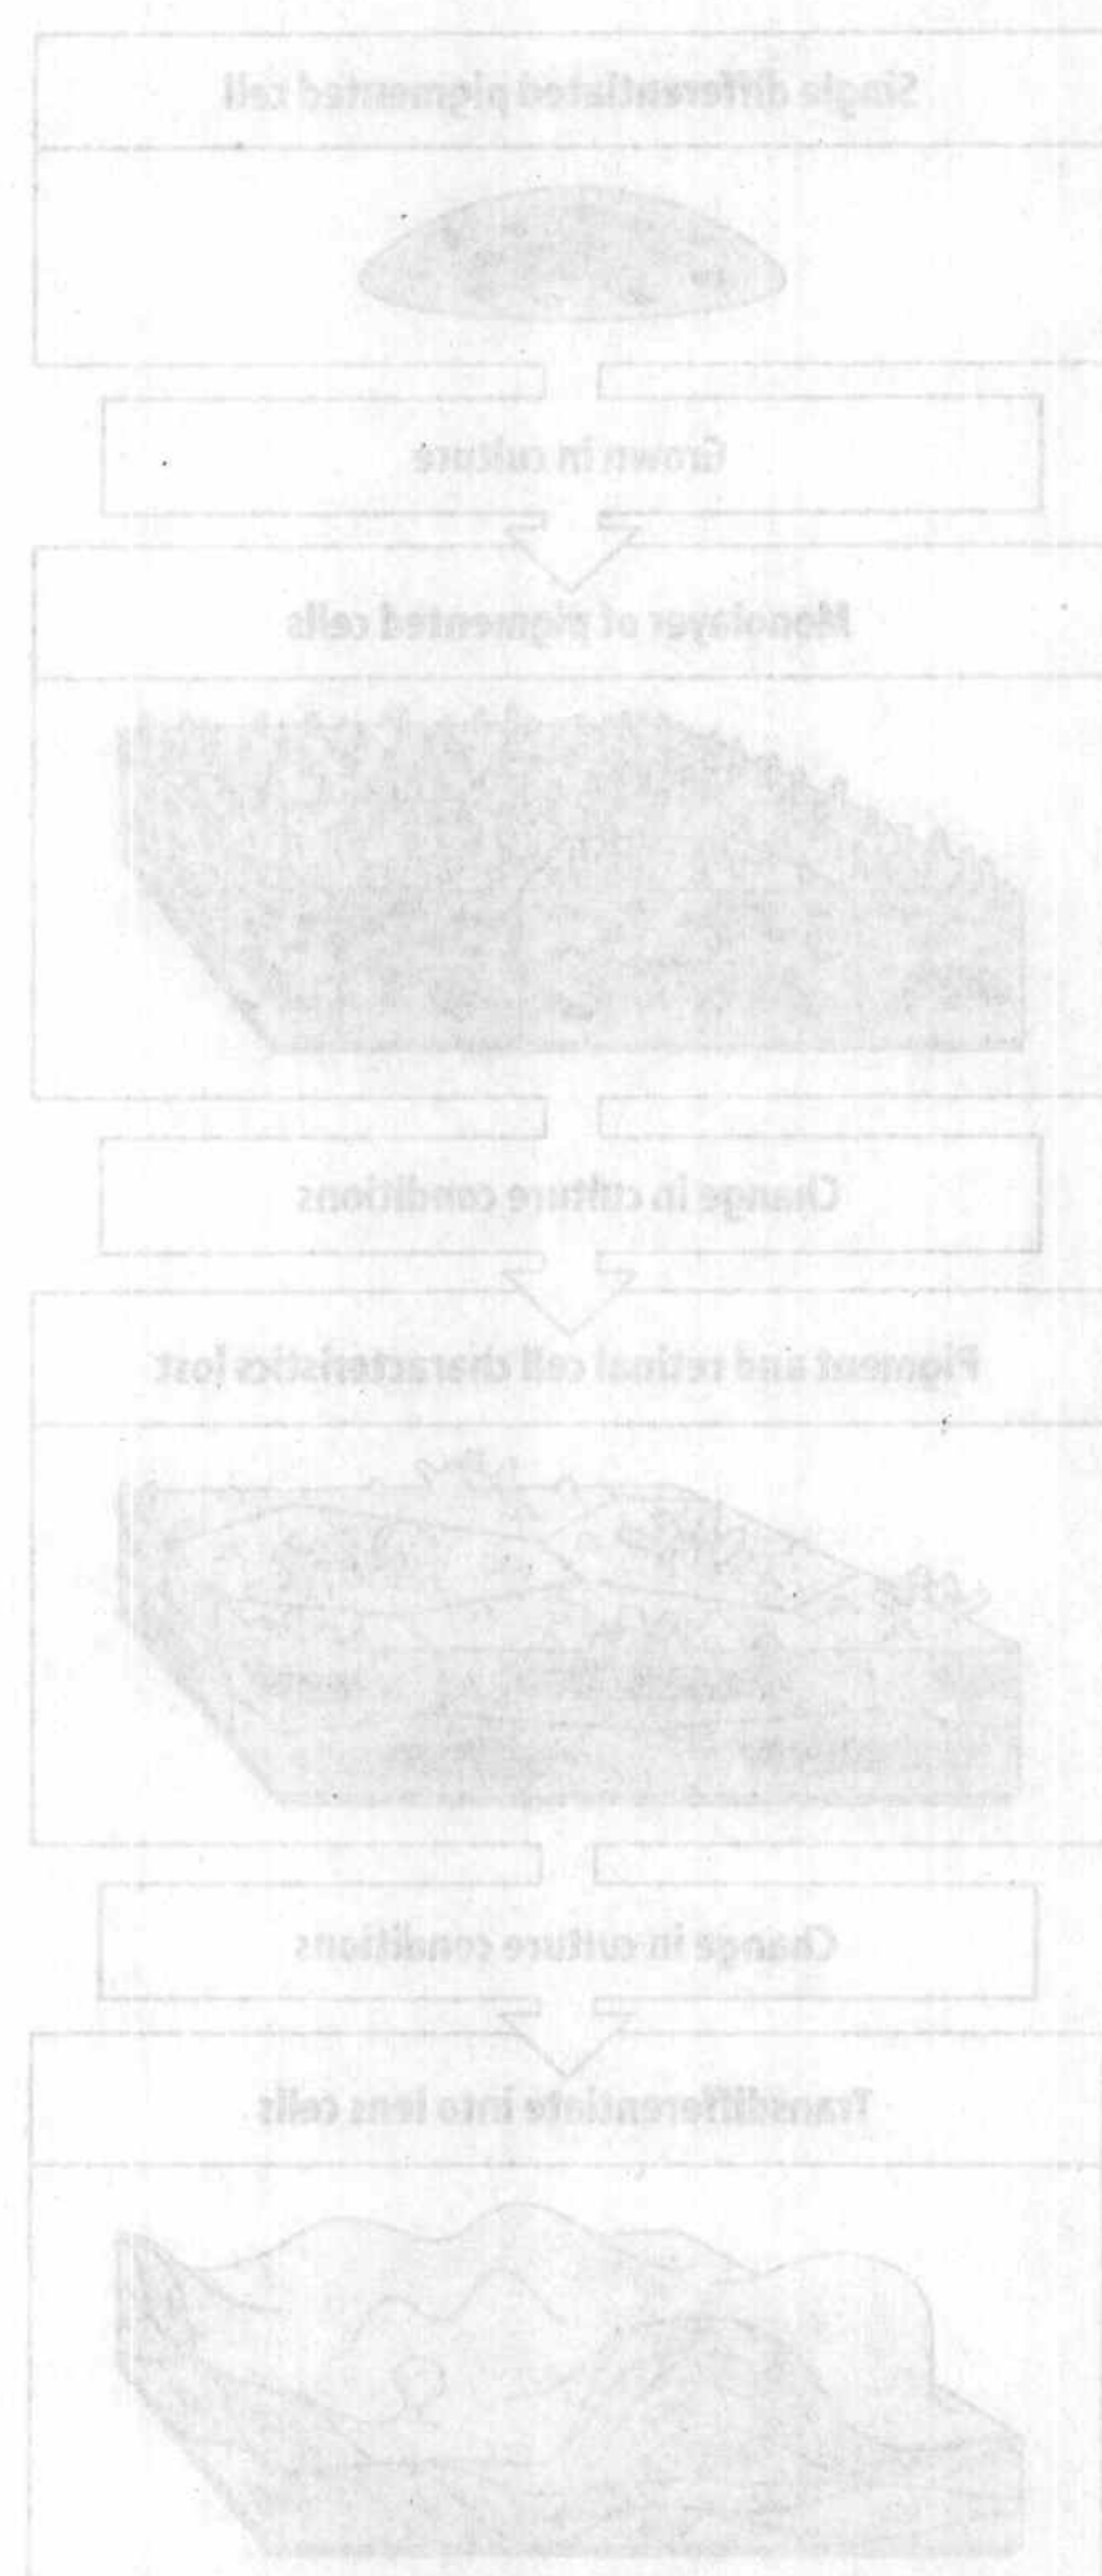 Single differentiated pigmented cell
Grown in culture
Monolayer of pigmented cells
Change in culture conditions
Pigment and retinal cell characteristics lost
Change in culture conditions
Transdifferentiate into lens cells